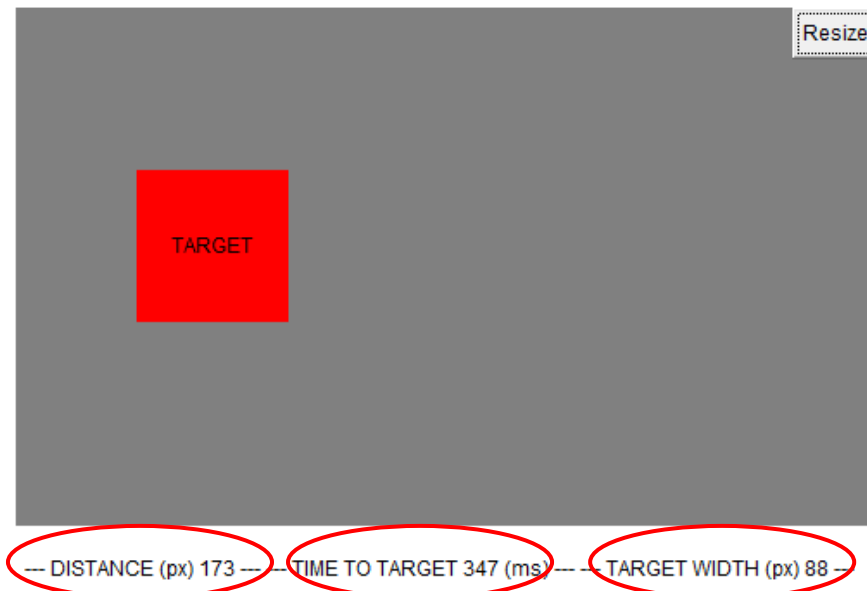 Resize
TARGET
--- DISTANCE (px) 173 --- --- TIME TO TARGET 347 (ms) --- --- TARGET WIDTH (px) 88 ---